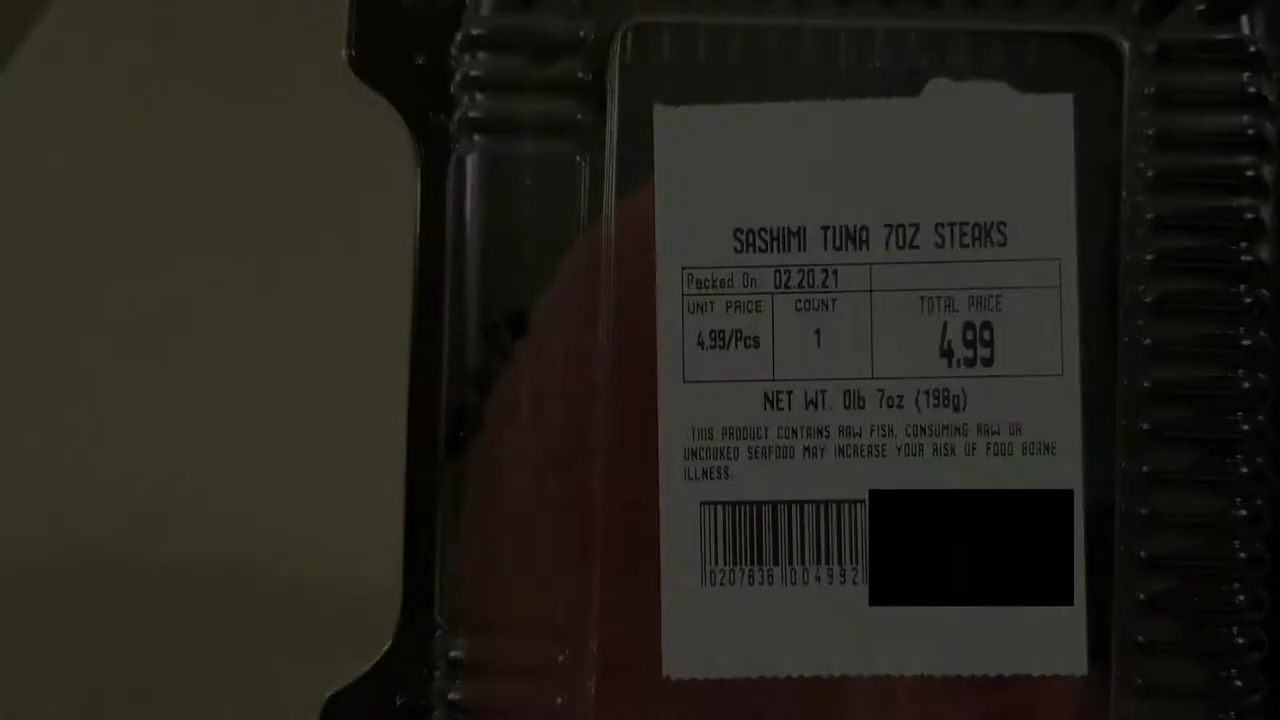 SASHIMI TUNA 7OZ STEAKS
Packed On: 02.20.21
UNIT PRICE COUNT TOTAL PRICE
4.99/Pcs 1 4.99
NET WT. 0lb 7oz (198g)
THIS PRODUCT CONTAINS RAW FISH, CONSUMING RAW OR
UNCOUKED SEAFOOD MAY INCREASE YOUR RISK OF FOOD BORNE
ILLNESS.
0207836 004992